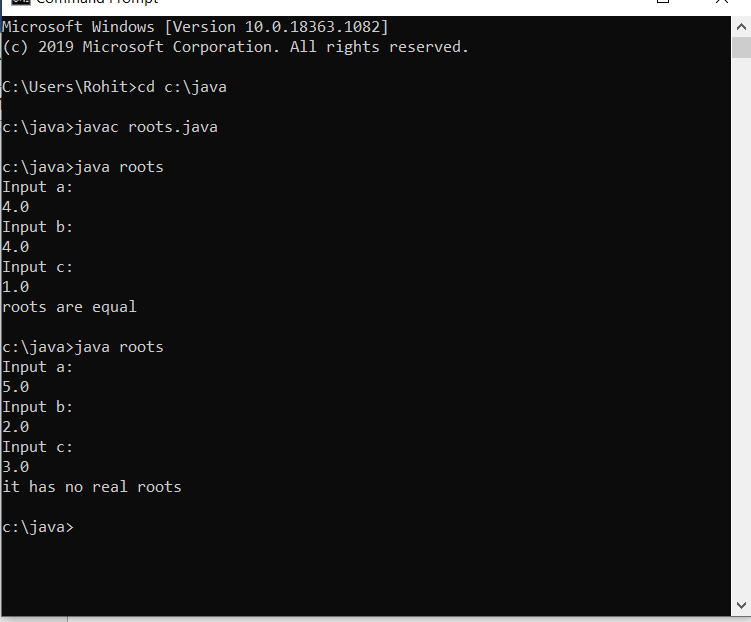 Command Prompt
Microsoft Windows [Version 10.0.18363.1082]
(c) 2019 Microsoft Corporation. All rights reserved.
C:\Users\Rohit>cd c:\java
c:\java>javac roots.java
c:\java>java roots
Input a:
4.0
Input b:
4.0
Input c:
1.0
roots are equal
c:\java>java roots
Input a:
5.0
Input b:
2.0
Input c:
3.0
it has no real roots
c:\java>